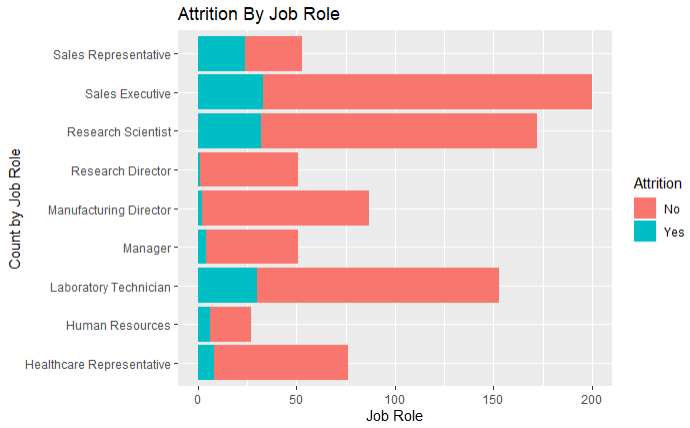 Attrition By Job Role
Count by Job Role
Sales Representative
Sales Executive
Research Scientist
Research Director
Manufacturing Director
Manager
Laboratory Technician
Human Resources
Healthcare Representative
0 50 100 150 200
Job Role
Attrition
No
Yes